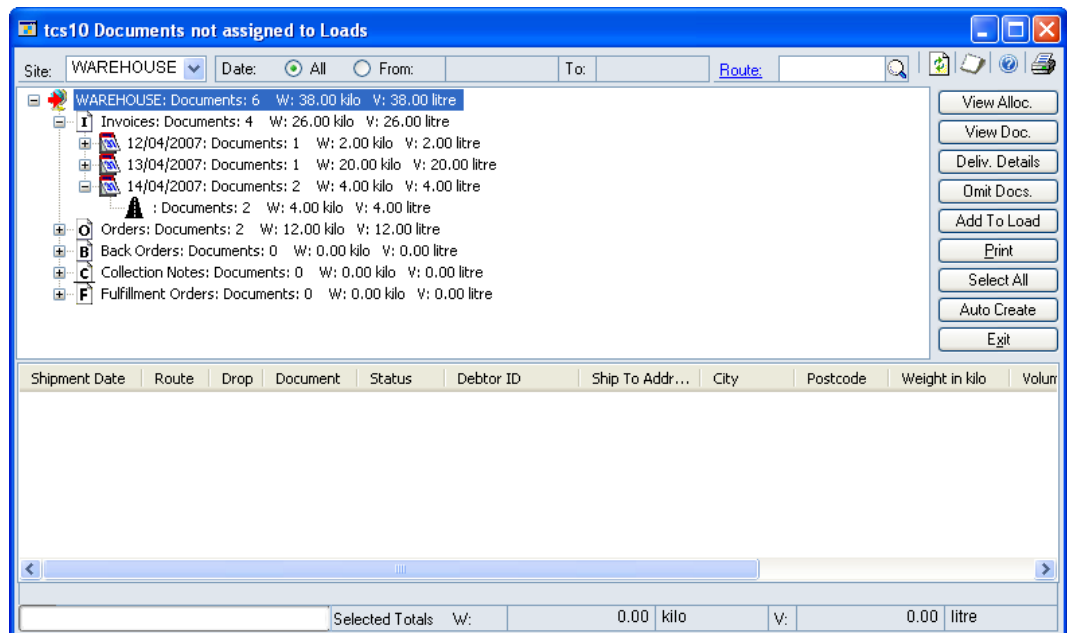 tcs10 Documents not assigned to Loads
Site: WAREHOUSE Date: All From: To: Route:
WAREHOUSE: Documents: 6 W: 38.00 kilo V: 38.00 litre
I Invoices: Documents: 4 W: 26.00 kilo V: 26.00 litre
12/04/2007: Documents: 1 W: 2.00 kilo V: 2.00 litre
13/04/2007: Documents: 1 W: 20.00 kilo V: 20.00 litre
14/04/2007: Documents: 2 W: 4.00 kilo V: 4.00 litre
: Documents: 2 W: 4.00 kilo V: 4.00 litre
O Orders: Documents: 2 W: 12.00 kilo V: 12.00 litre
B Back Orders: Documents: 0 W: 0.00 kilo V: 0.00 litre
C Collection Notes: Documents: 0 W: 0.00 kilo V: 0.00 litre
F Fulfillment Orders: Documents: 0 W: 0.00 kilo V: 0.00 litre
View Alloc.
View Doc.
Deliv. Details
Omit Docs.
Add To Load
Print
Select All
Auto Create
Exit
Shipment Date Route Drop Document Status Debtor ID Ship To Addr... City Postcode Weight in kilo Volum
Selected Totals W: 0.00 kilo V: 0.00 litre